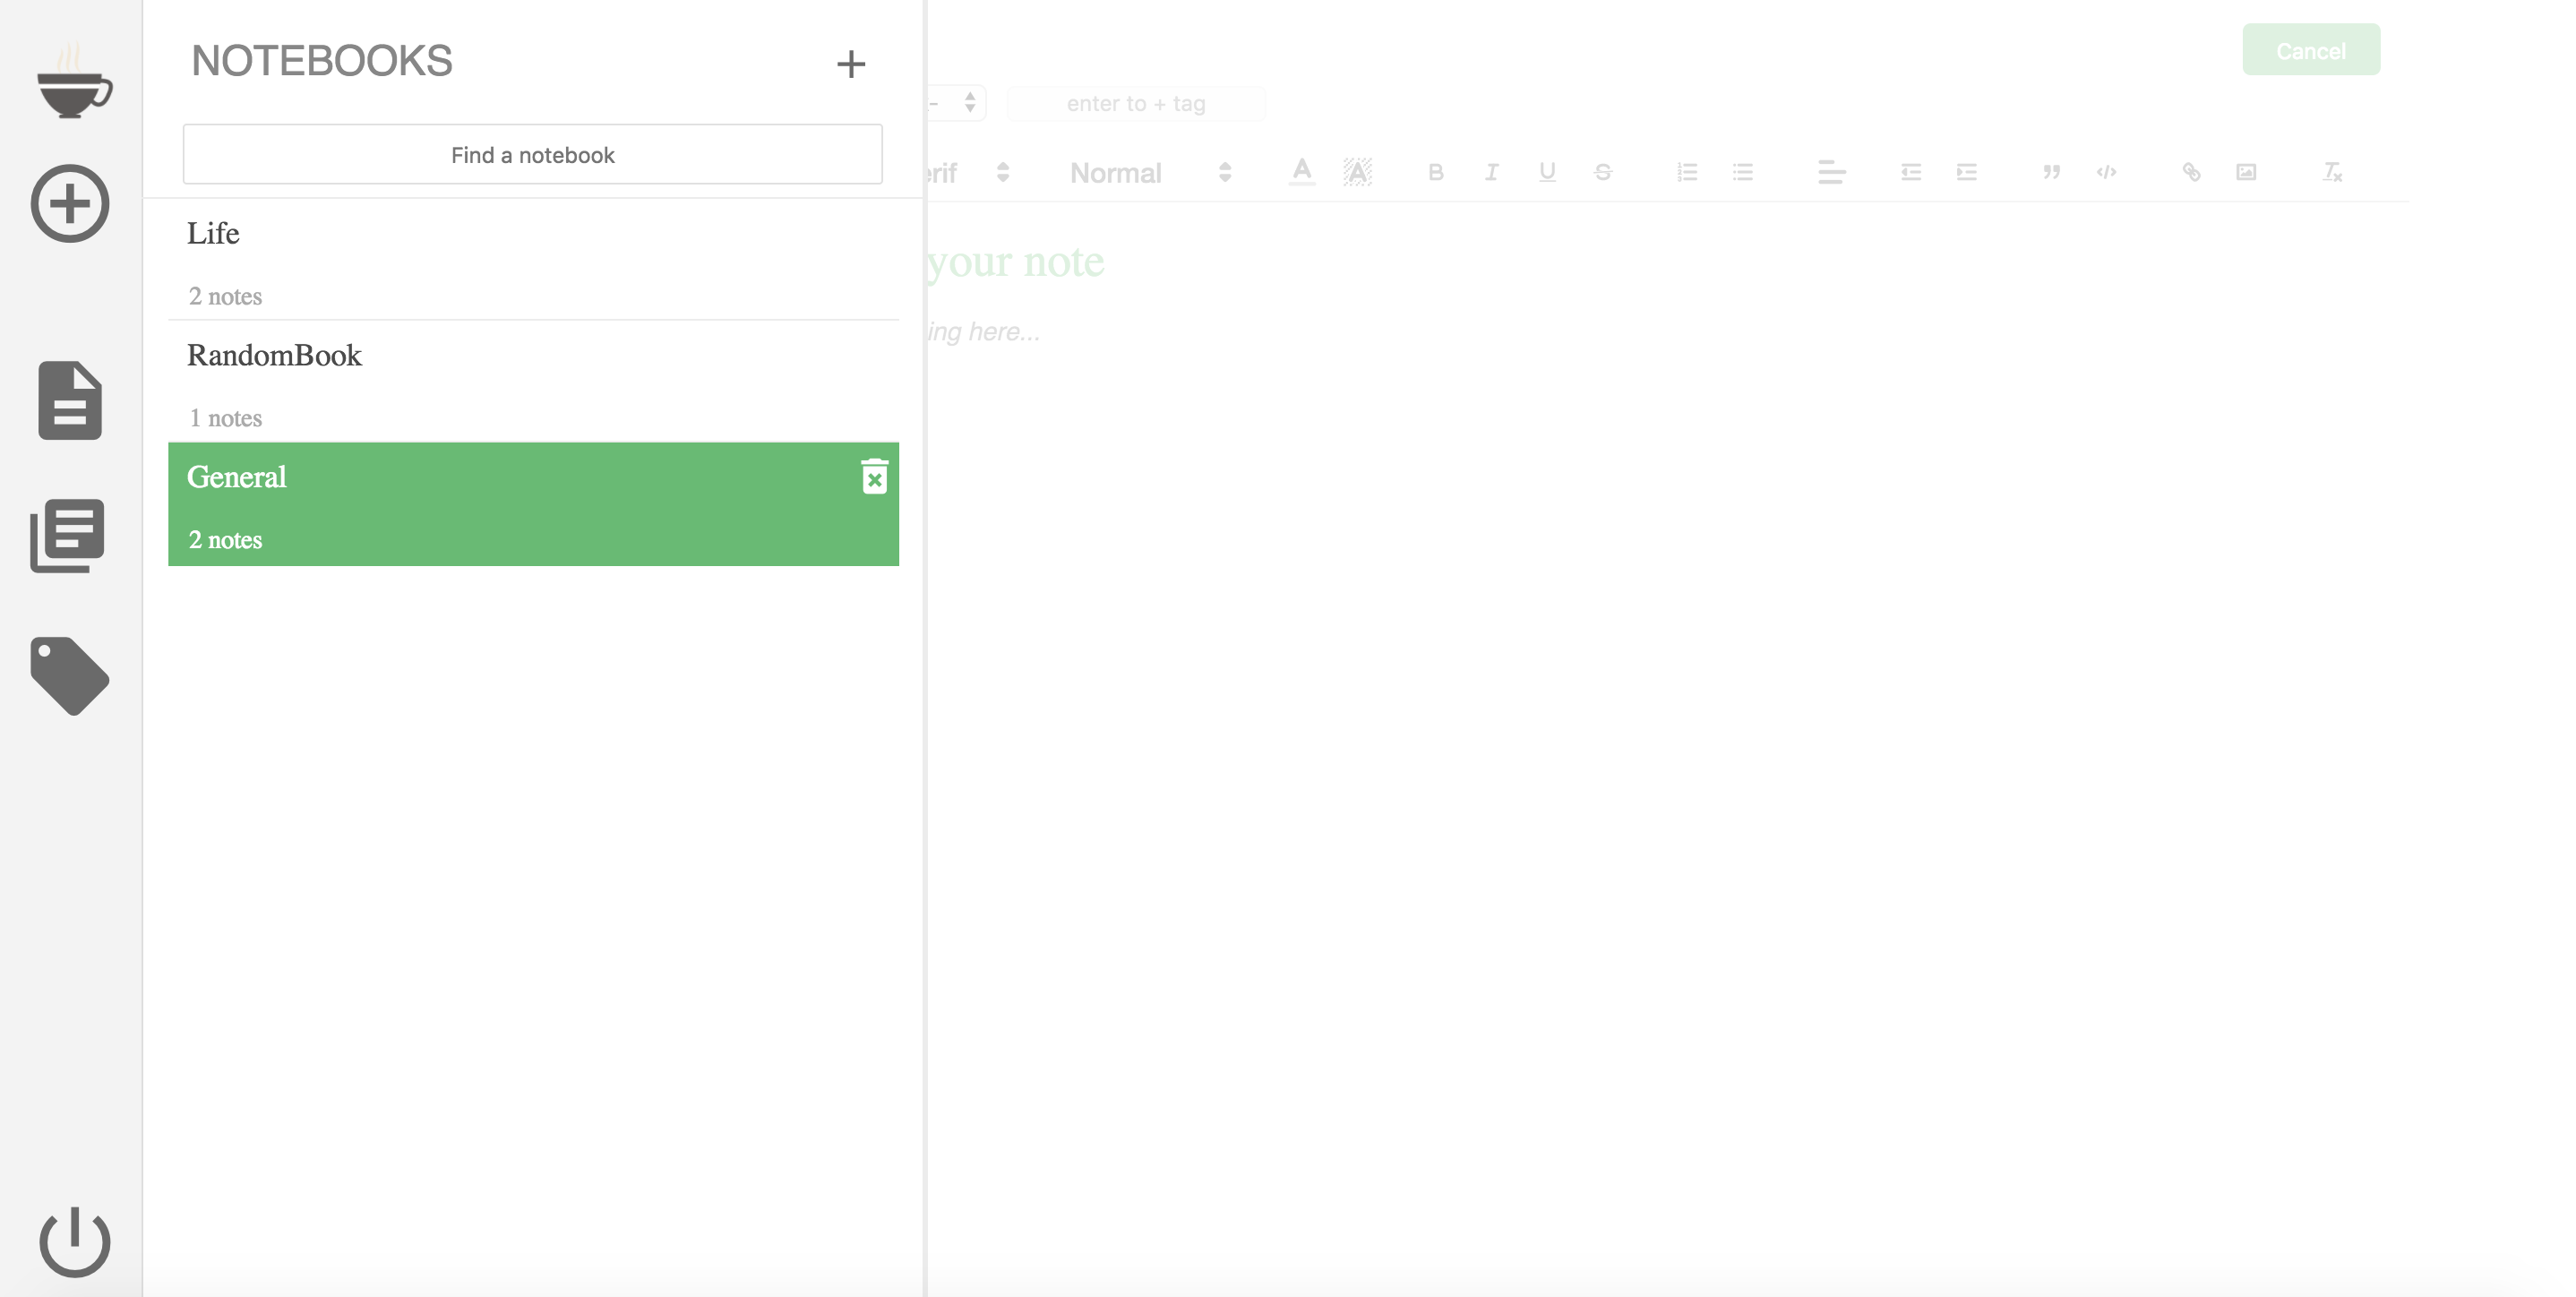 NOTEBOOKS
Cancel
enter to + tag
Find a notebook
erif
Normal
Life
your note
2 notes
ing here...
RandomBook
1 notes
General
2 notes